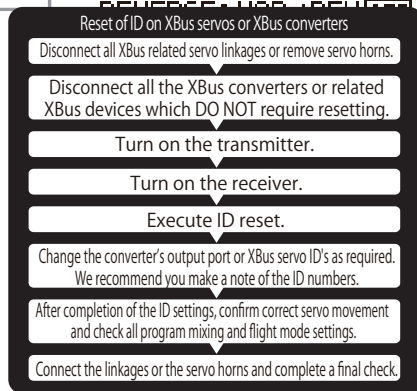 Reset of ID on XBus servos or XBus converters
Disconnect all XBus related servo linkages or remove servo horns.
Disconnect all the XBus converters or related
XBus devices which DO NOT require resetting.
Turn on the transmitter.
Turn on the receiver.
Execute ID reset.
Change the converter's output port or XBus servo ID's as required.
We recommend you make a note of the ID numbers.
After completion of the ID settings, confirm correct servo movement
and check all program mixing and flight mode settings.
Connect the linkages or the servo horns and complete a final check.